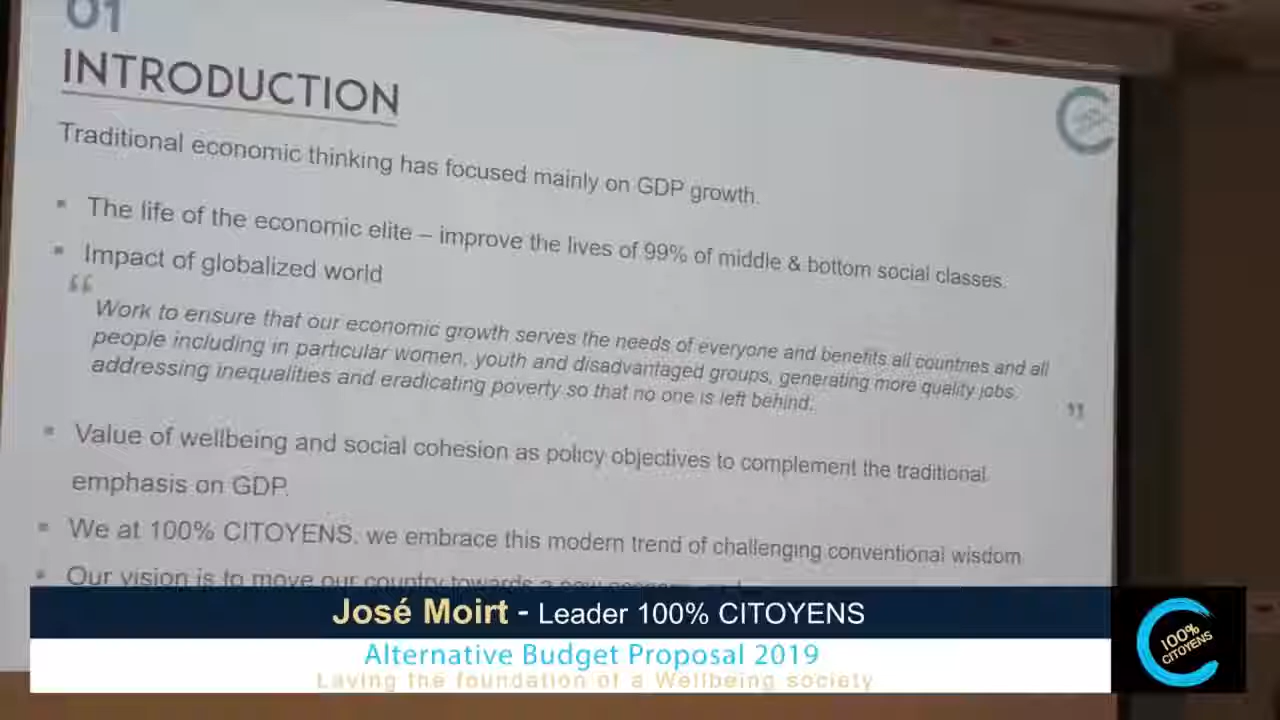 01
INTRODUCTION
Traditional economic thinking has focused mainly on GDP growth.
▪ The life of the economic elite – improve the lives of 99% of middle & bottom social classes.
▪ Impact of globalized world
“
Work to ensure that our economic growth serves the needs of everyone and benefits all countries and all
people including in particular women, youth and disadvantaged groups, generating more quality jobs,
addressing inequalities and eradicating poverty so that no one is left behind.
”
▪ Value of wellbeing and social cohesion as policy objectives to complement the traditional
emphasis on GDP.
▪ We at 100% CITOYENS, we embrace this modern trend of challenging conventional wisdom
▪ Our vision is to move our country towards a new
José Moirt - Leader 100% CITOYENS
Alternative Budget Proposal 2019
Laying the foundation of a Wellbeing society
100%
CITOYENS